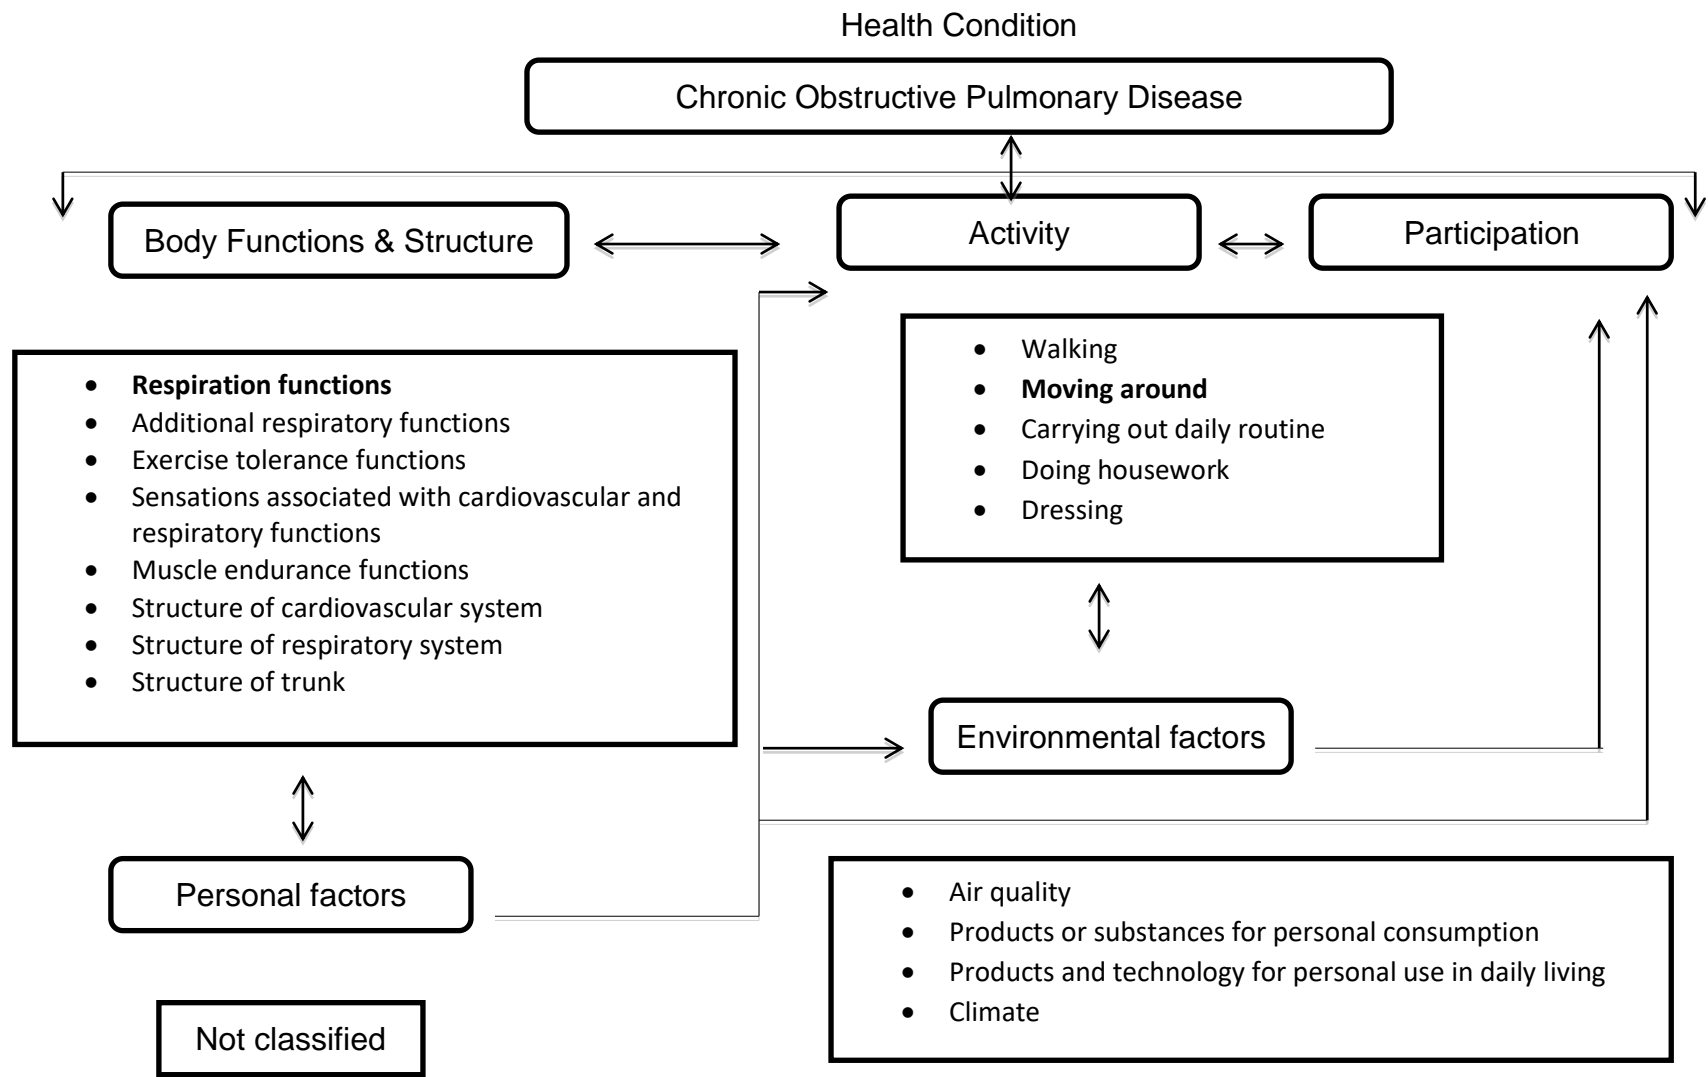 Health Condition
Chronic Obstructive Pulmonary Disease
Body Functions & Structure
Activity
Participation
• Respiration functions
• Additional respiratory functions
• Exercise tolerance functions
• Sensations associated with cardiovascular and
respiratory functions
• Muscle endurance functions
• Structure of cardiovascular system
• Structure of respiratory system
• Structure of trunk
• Walking
• Moving around
• Carrying out daily routine
• Doing housework
• Dressing
Environmental factors
Personal factors
• Air quality
• Products or substances for personal consumption
• Products and technology for personal use in daily living
• Climate
Not classified